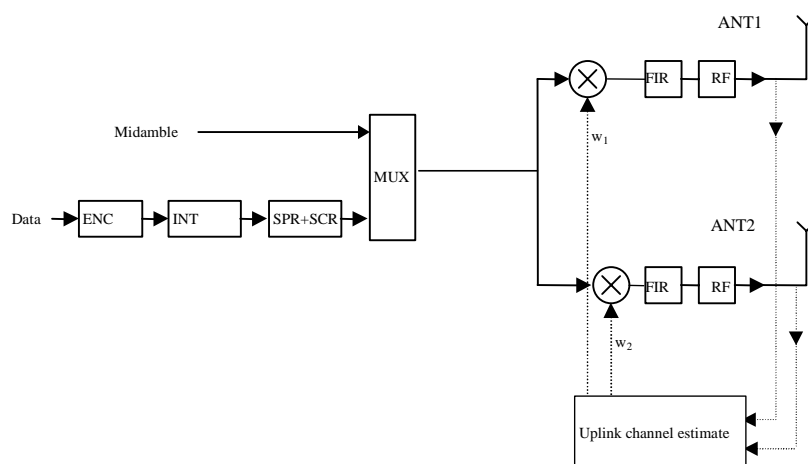 ANT1
FIR
RF
Midamble
w1
MUX
Data
ENC
INT
SPR+SCR
ANT2
FIR
RF
w2
Uplink channel estimate